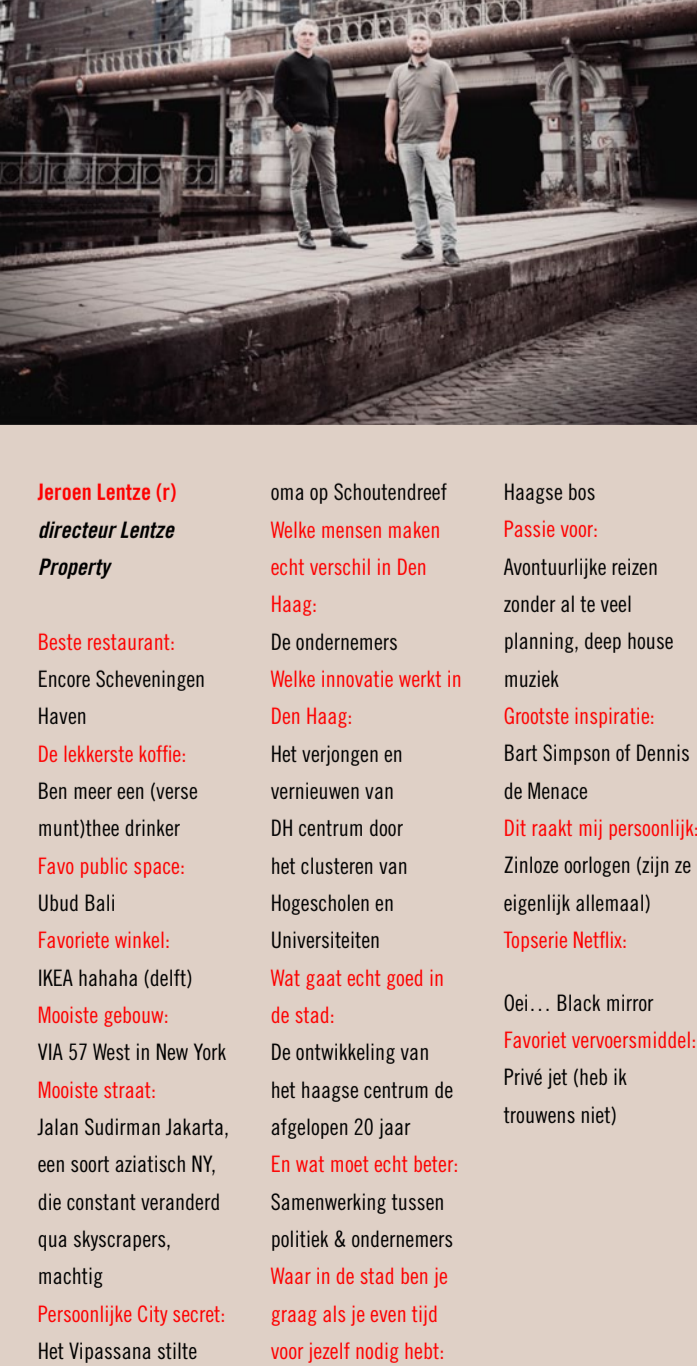 Jeroen Lentze (r)
directeur Lentze
Property
Beste restaurant:
Encore Scheveningen
Haven
De lekkerste koffie:
Ben meer een (verse
munt)thee drinker
Favo public space:
Ubud Bali
Favoriete winkel:
IKEA hahaha (delft)
Mooiste gebouw:
VIA 57 West in New York
Mooiste straat:
Jalan Sudirman Jakarta,
een soort aziatisch NY,
die constant veranderd
qua skyscrapers,
machtig
Persoonlijke City secret:
Het Vipassana stilte
oma op Schoutendreef
Welke mensen maken
echt verschil in Den
Haag:
De ondernemers
Welke innovatie werkt in
Den Haag:
Het verjongen en
vernieuwen van
DH centrum door
het clusteren van
Hogescholen en
Universiteiten
Wat gaat echt goed in
de stad:
De ontwikkeling van
het haagse centrum de
afgelopen 20 jaar
En wat moet echt beter:
Samenwerking tussen
politiek & ondernemers
Waar in de stad ben je
graag als je even tijd
voor jezelf nodig hebt:
Haagse bos
Passie voor:
Avontuurlijke reizen
zonder al te veel
planning, deep house
muziek
Grootste inspiratie:
Bart Simpson of Dennis
de Menace
Dit raakt mij persoonlijk:
Zinloze oorlogen (zijn ze
eigenlijk allemaal)
Topserie Netflix:
Oei... Black mirror
Favoriet vervoersmiddel:
Privé jet (heb ik
trouwens niet)